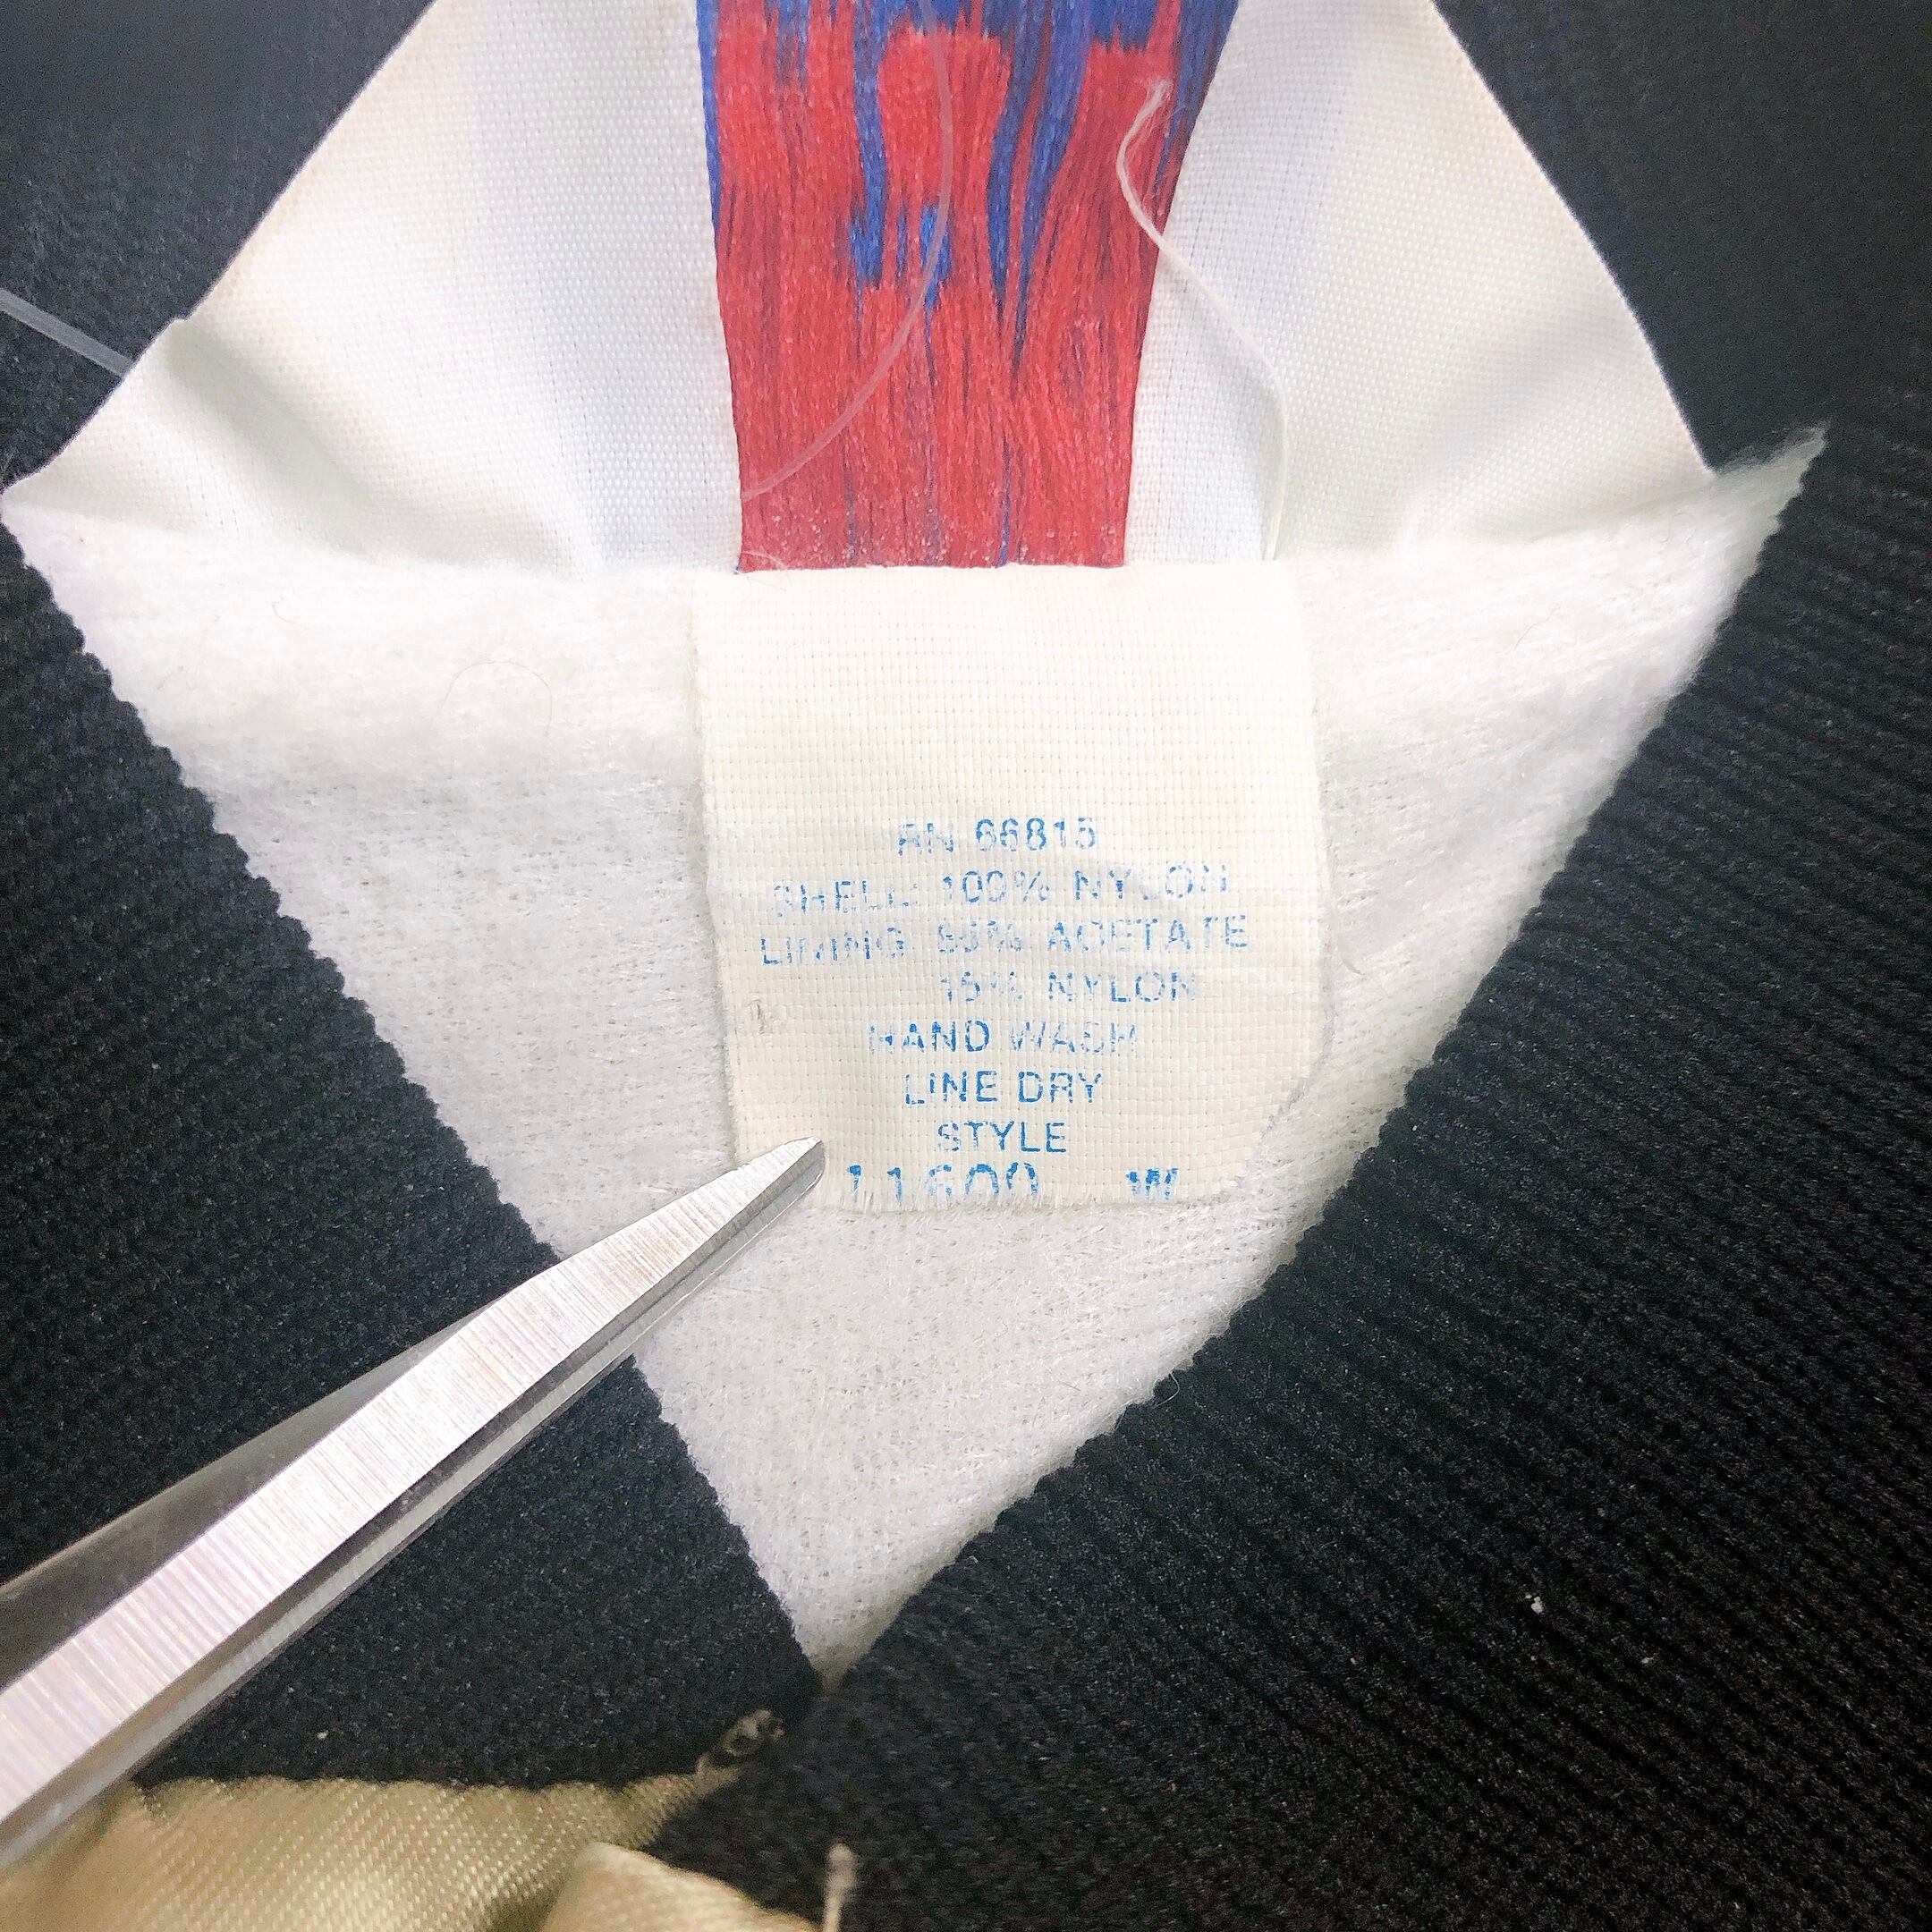 RN 66815
SHELL: 100% NYLON
LINING: 85% ACETATE
15% NYLON
HAND WASH
LINE DRY
STYLE
11600 W